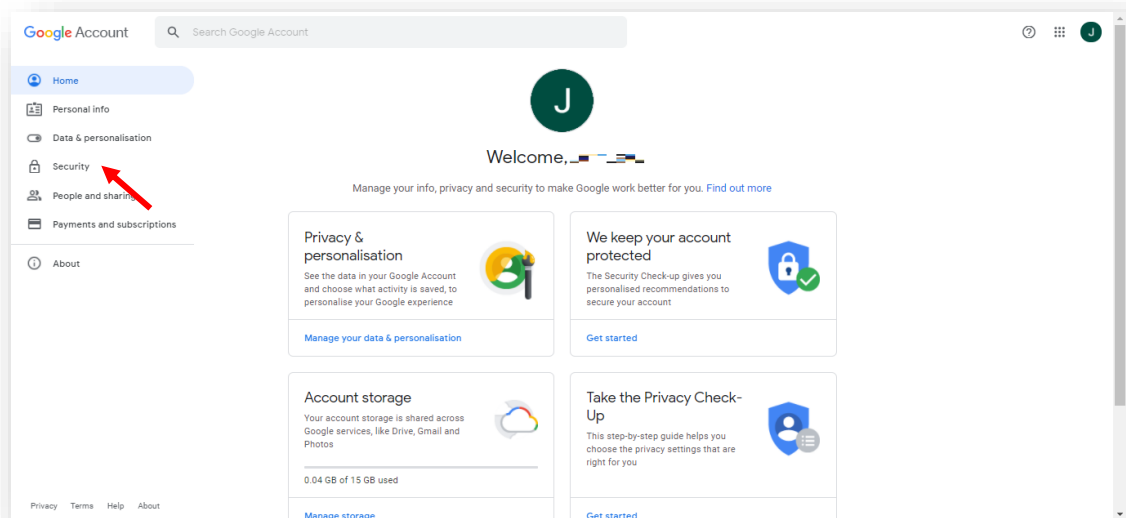 Google Account
Search Google Account
J
Home
Personal info
Data & personalisation
Security
People and sharing
Payments and subscriptions
About
J
Welcome,
Manage your info, privacy and security to make Google work better for you. Find out more
Privacy &
personalisation
See the data in your Google Account
and choose what activity is saved, to
personalise your Google experience
Manage your data & personalisation
We keep your account
protected
The Security Check-up gives you
personalised recommendations to
secure your account
Get started
Account storage
Your account storage is shared across
Google services, like Drive, Gmail and
Photos
0.04 GB of 15 GB used
Manage storage
Take the Privacy Check-
Up
This step-by-step guide helps you
choose the privacy settings that are
right for you
Get started
Privacy Terms Help About